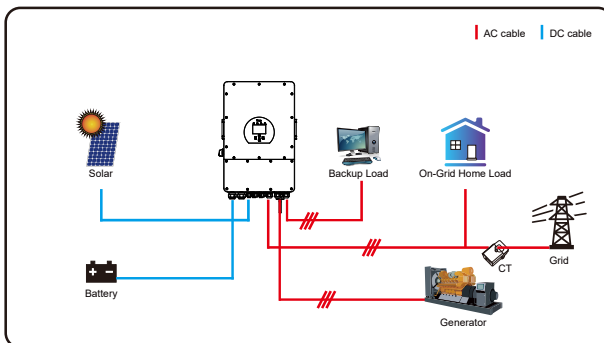 AC cable
DC cable
Solar
Backup Load
On-Grid Home Load
CT
Grid
Battery
Generator